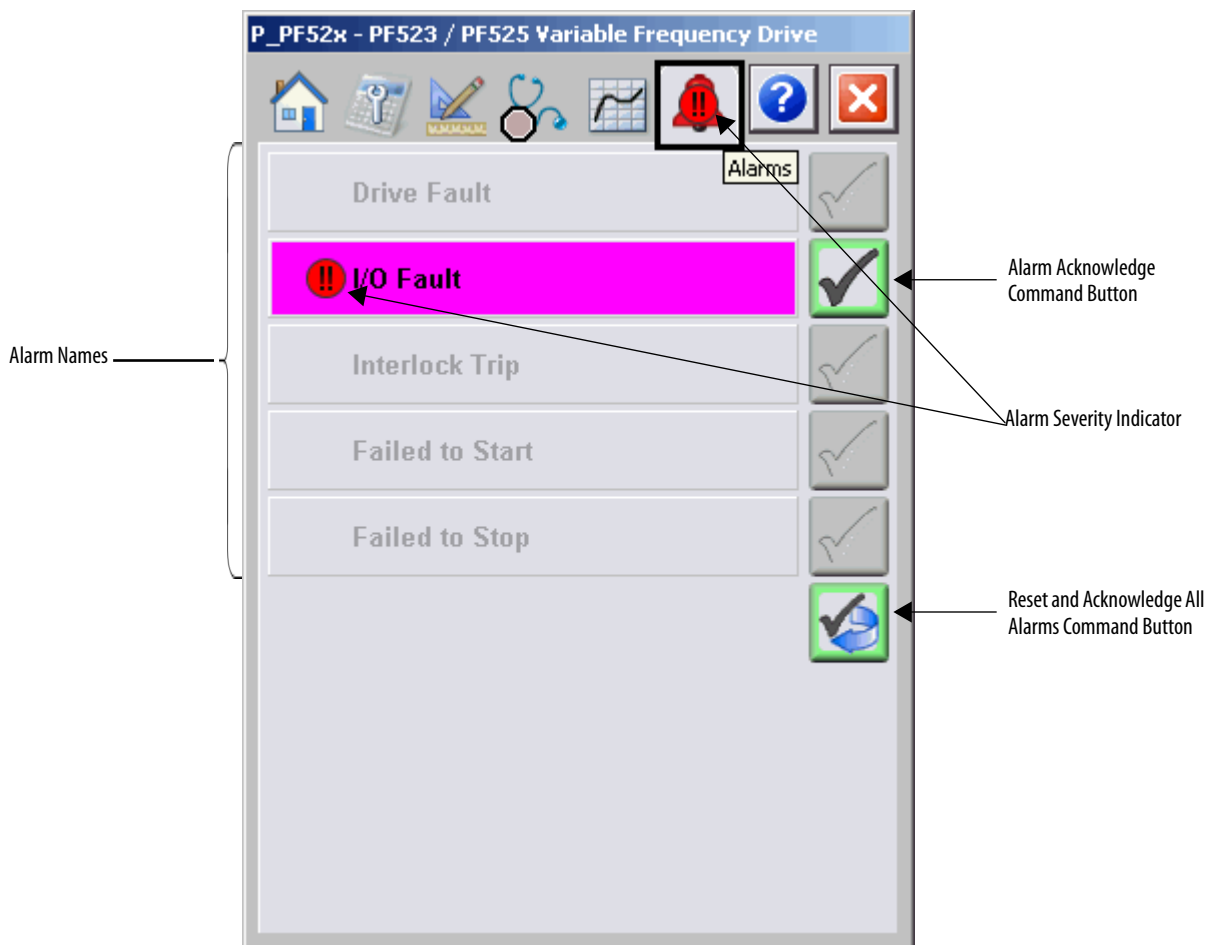 P_PF52x - PF523 / PF525 Variable Frequency Drive
!!
?
Alarms
Drive Fault
!! I/O Fault
Interlock Trip
Failed to Start
Failed to Stop
Alarm Names
Alarm Acknowledge
Command Button
Alarm Severity Indicator
Reset and Acknowledge All
Alarms Command Button